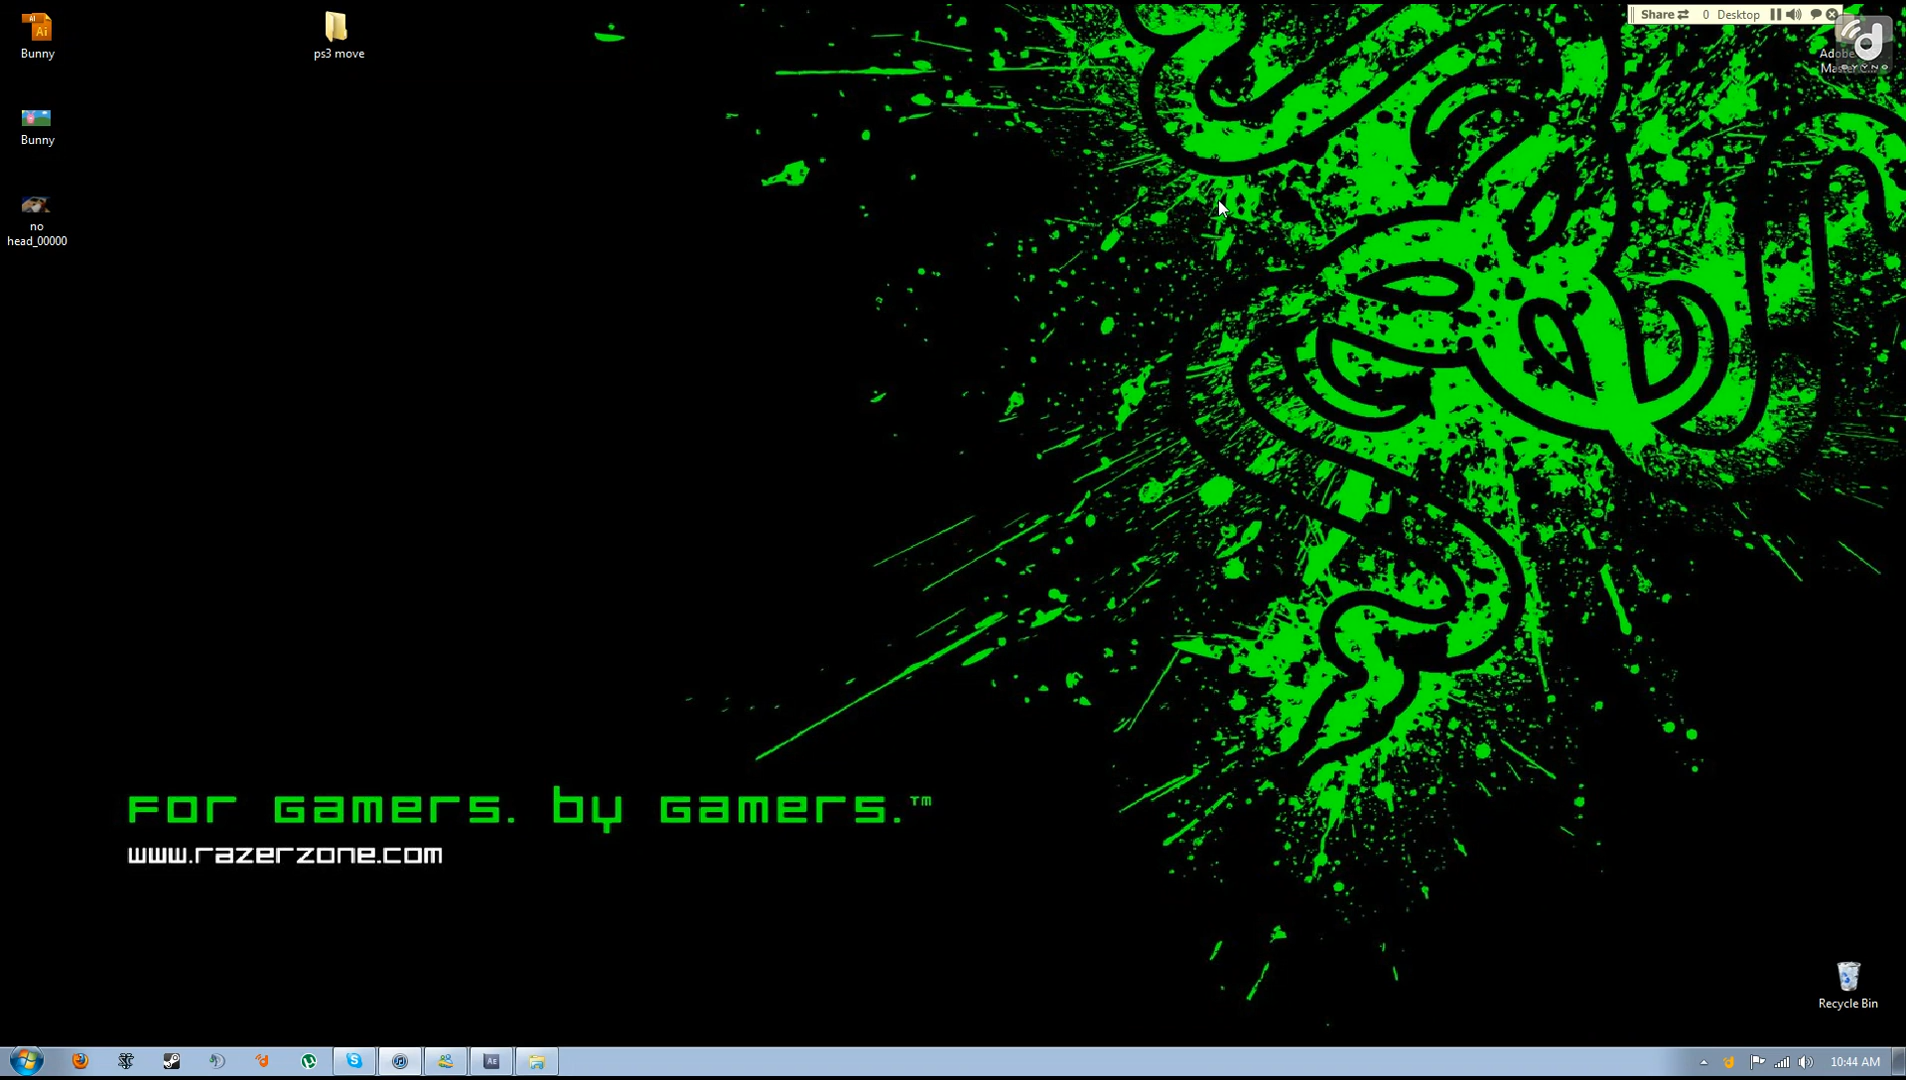 Bunny
ps3 move
Share
0
Desktop
Bunny
no
head_00000
For Gamers. By Gamers.™
www.razerzone.com
Recycle Bin
10:44 AM